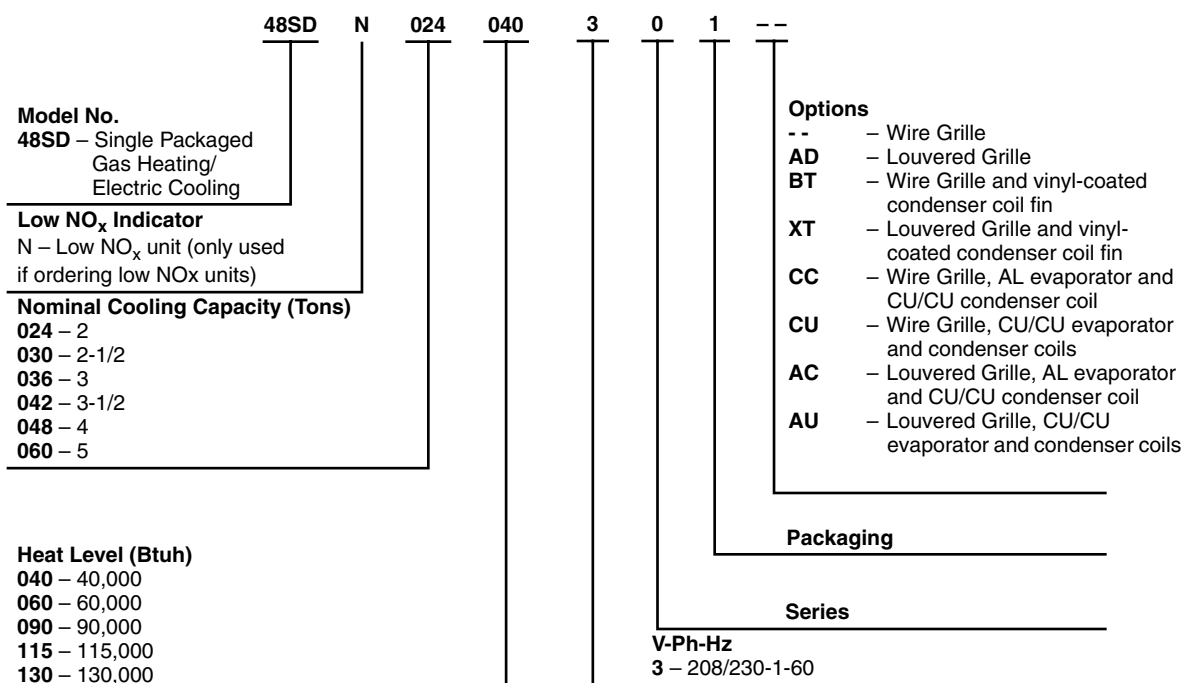 48SD N 024 040 3 0 1 – –
Model No.
48SD – Single Packaged
Gas Heating/
Electric Cooling
Low NOx Indicator
N – Low NOx unit (only used
if ordering low NOx units)
Nominal Cooling Capacity (Tons)
024 – 2
030 – 2-1/2
036 – 3
042 – 3-1/2
048 – 4
060 – 5
Heat Level (Btuh)
040 – 40,000
060 – 60,000
090 – 90,000
115 – 115,000
130 – 130,000
Options
- - – Wire Grille
AD – Louvered Grille
BT – Wire Grille and vinyl-coated
condenser coil fin
XT – Louvered Grille and vinyl-
coated condenser coil fin
CC – Wire Grille, AL evaporator and
CU/CU condenser coil
CU – Wire Grille, CU/CU evaporator
and condenser coils
AC – Louvered Grille, AL evaporator
and CU/CU condenser coil
AU – Louvered Grille, CU/CU
evaporator and condenser coils
Packaging
Series
V-Ph-Hz
3 – 208/230-1-60